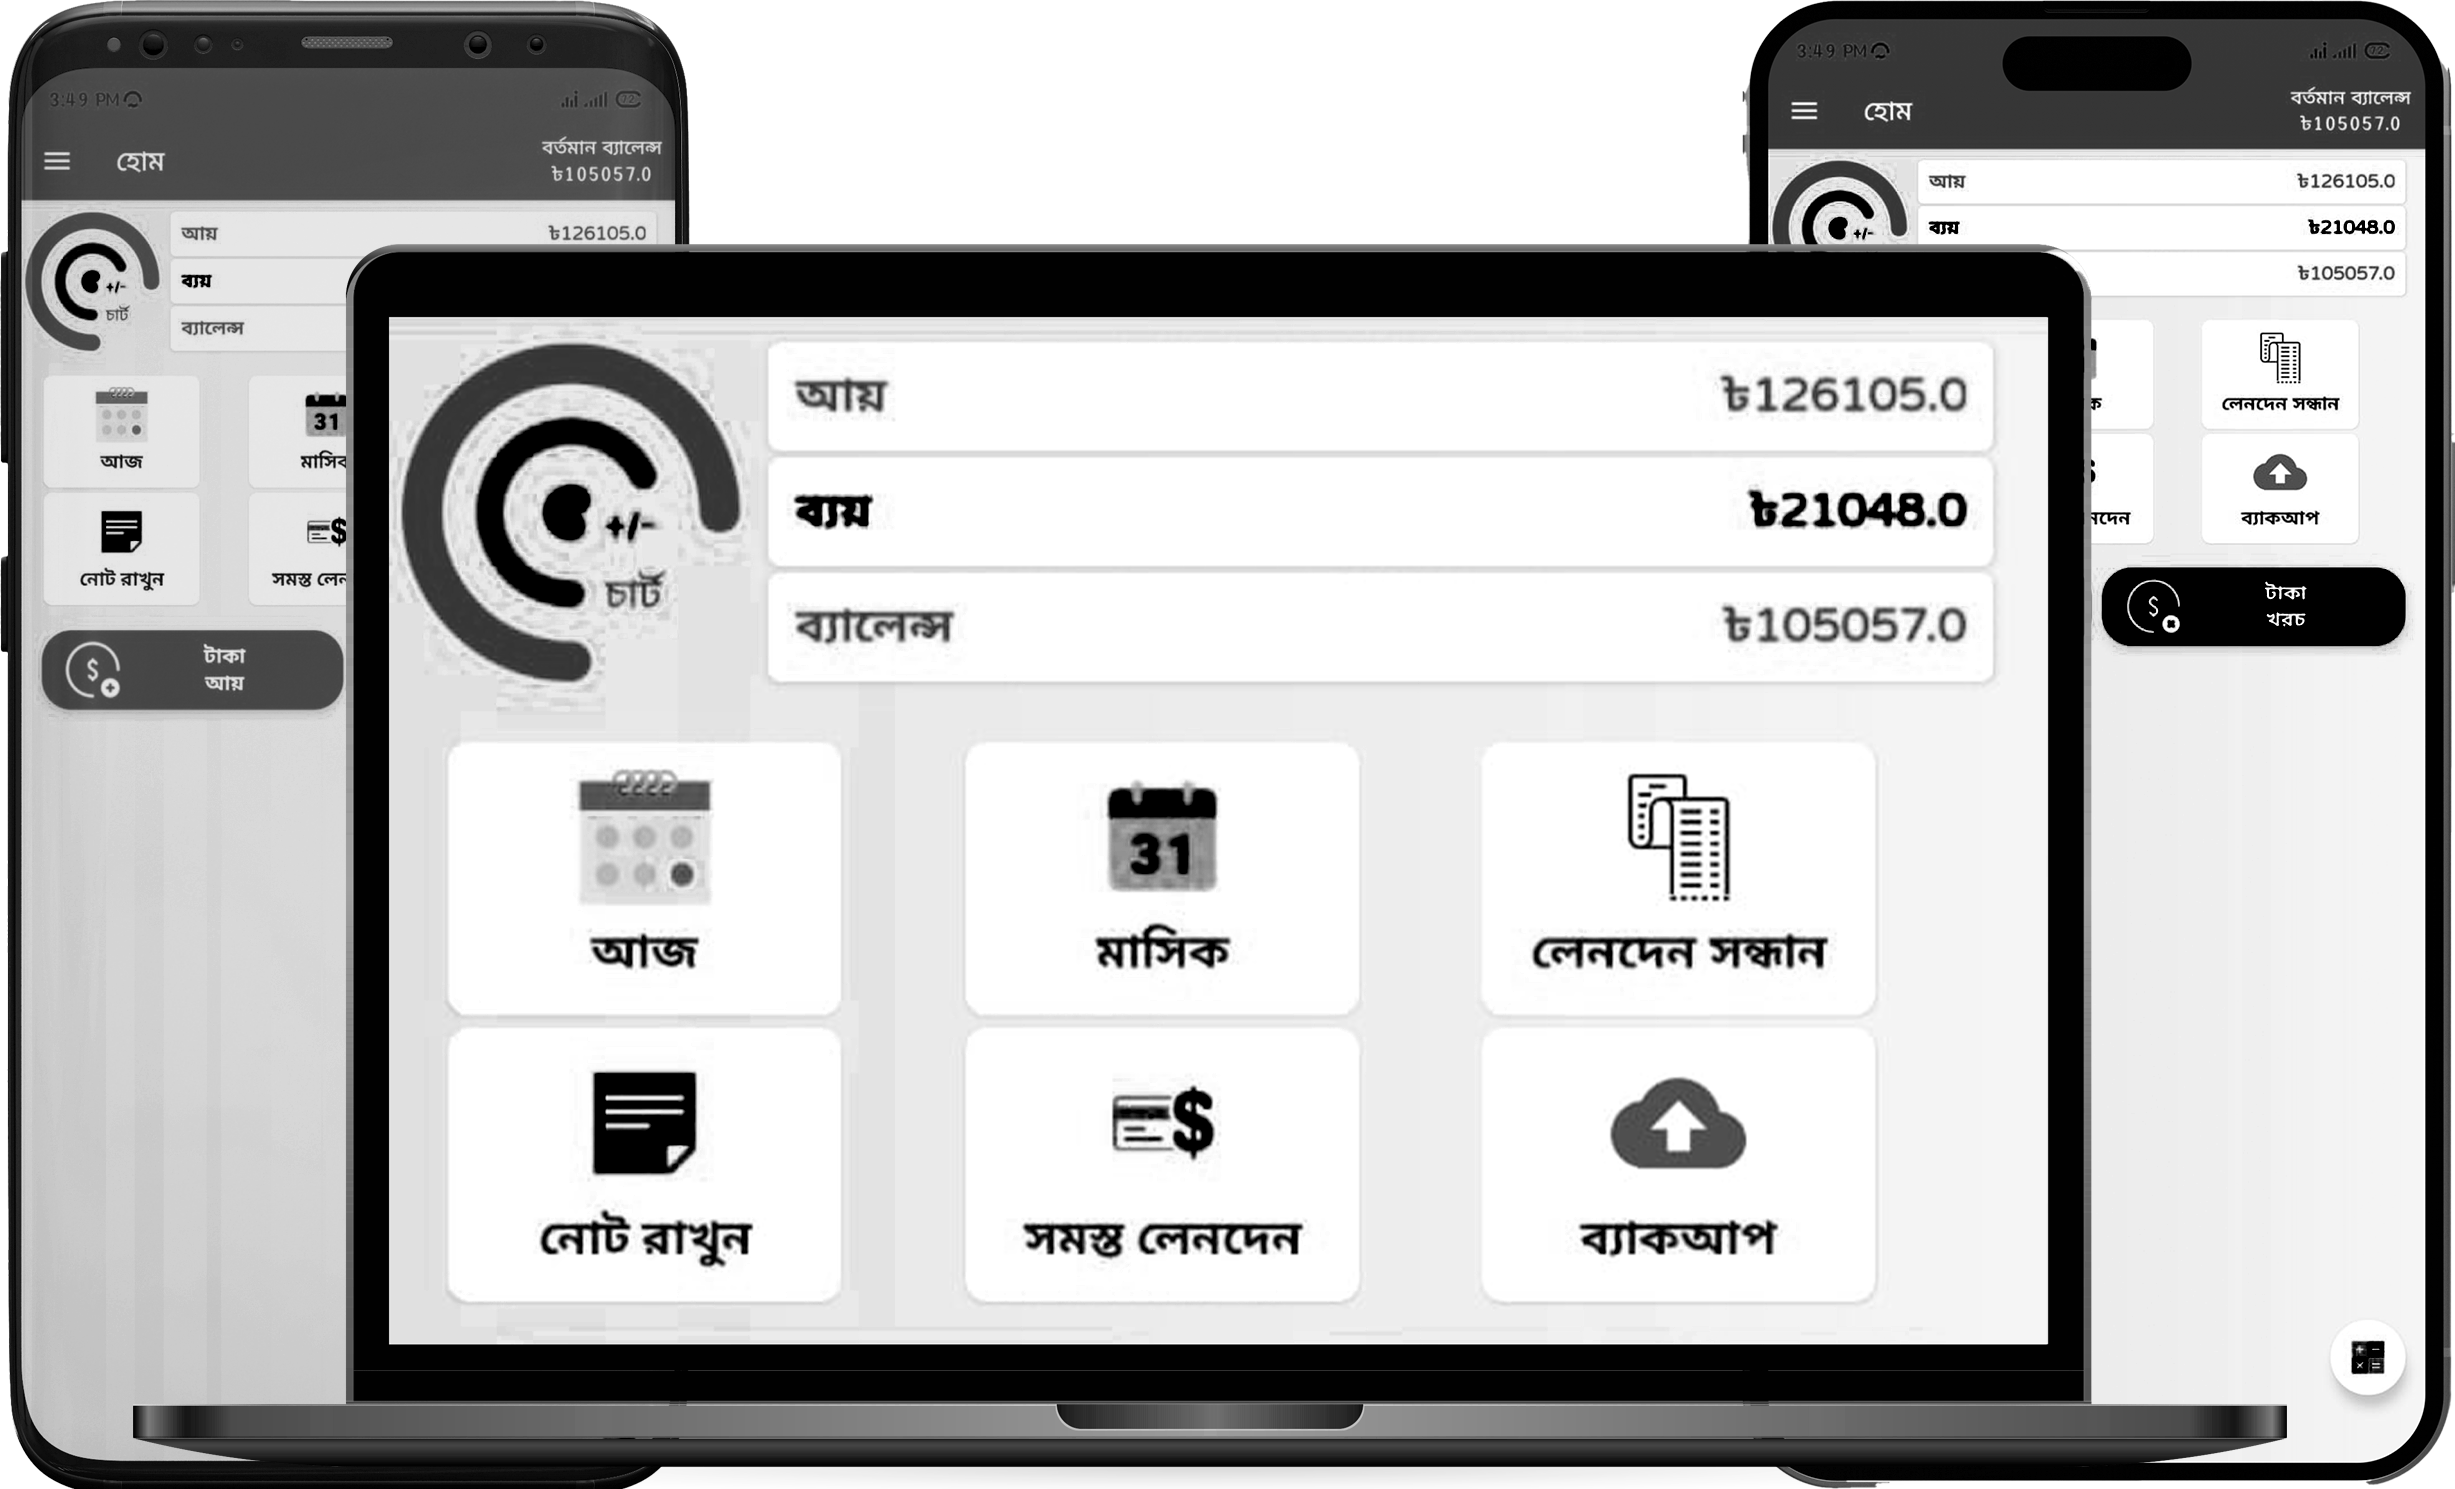 3:49 PM
72
হোম
বর্তমান ব্যালেন্স
৳105057.0
আয়
৳126105.0
ব্যয়
ব্যালেন্স
+/-
চার্ট
আজ
31
মাসিক
নোট রাখুন
$
সমস্ত লেন
$
টাকা
আয়
আয়
৳126105.0
ব্যয়
৳21048.0
ব্যালেন্স
৳105057.0
+/-
চার্ট
আজ
31
মাসিক
লেনদেন সন্ধান
নোট রাখুন
$
সমস্ত লেনদেন
ব্যাকআপ
3:49 PM
72
হোম
বর্তমান ব্যালেন্স
৳105057.0
আয়
৳126105.0
ব্যয়
৳21048.0
+/-
৳105057.0
ক
লেনদেন সন্ধান
নদেন
ব্যাকআপ
$
টাকা
খরচ